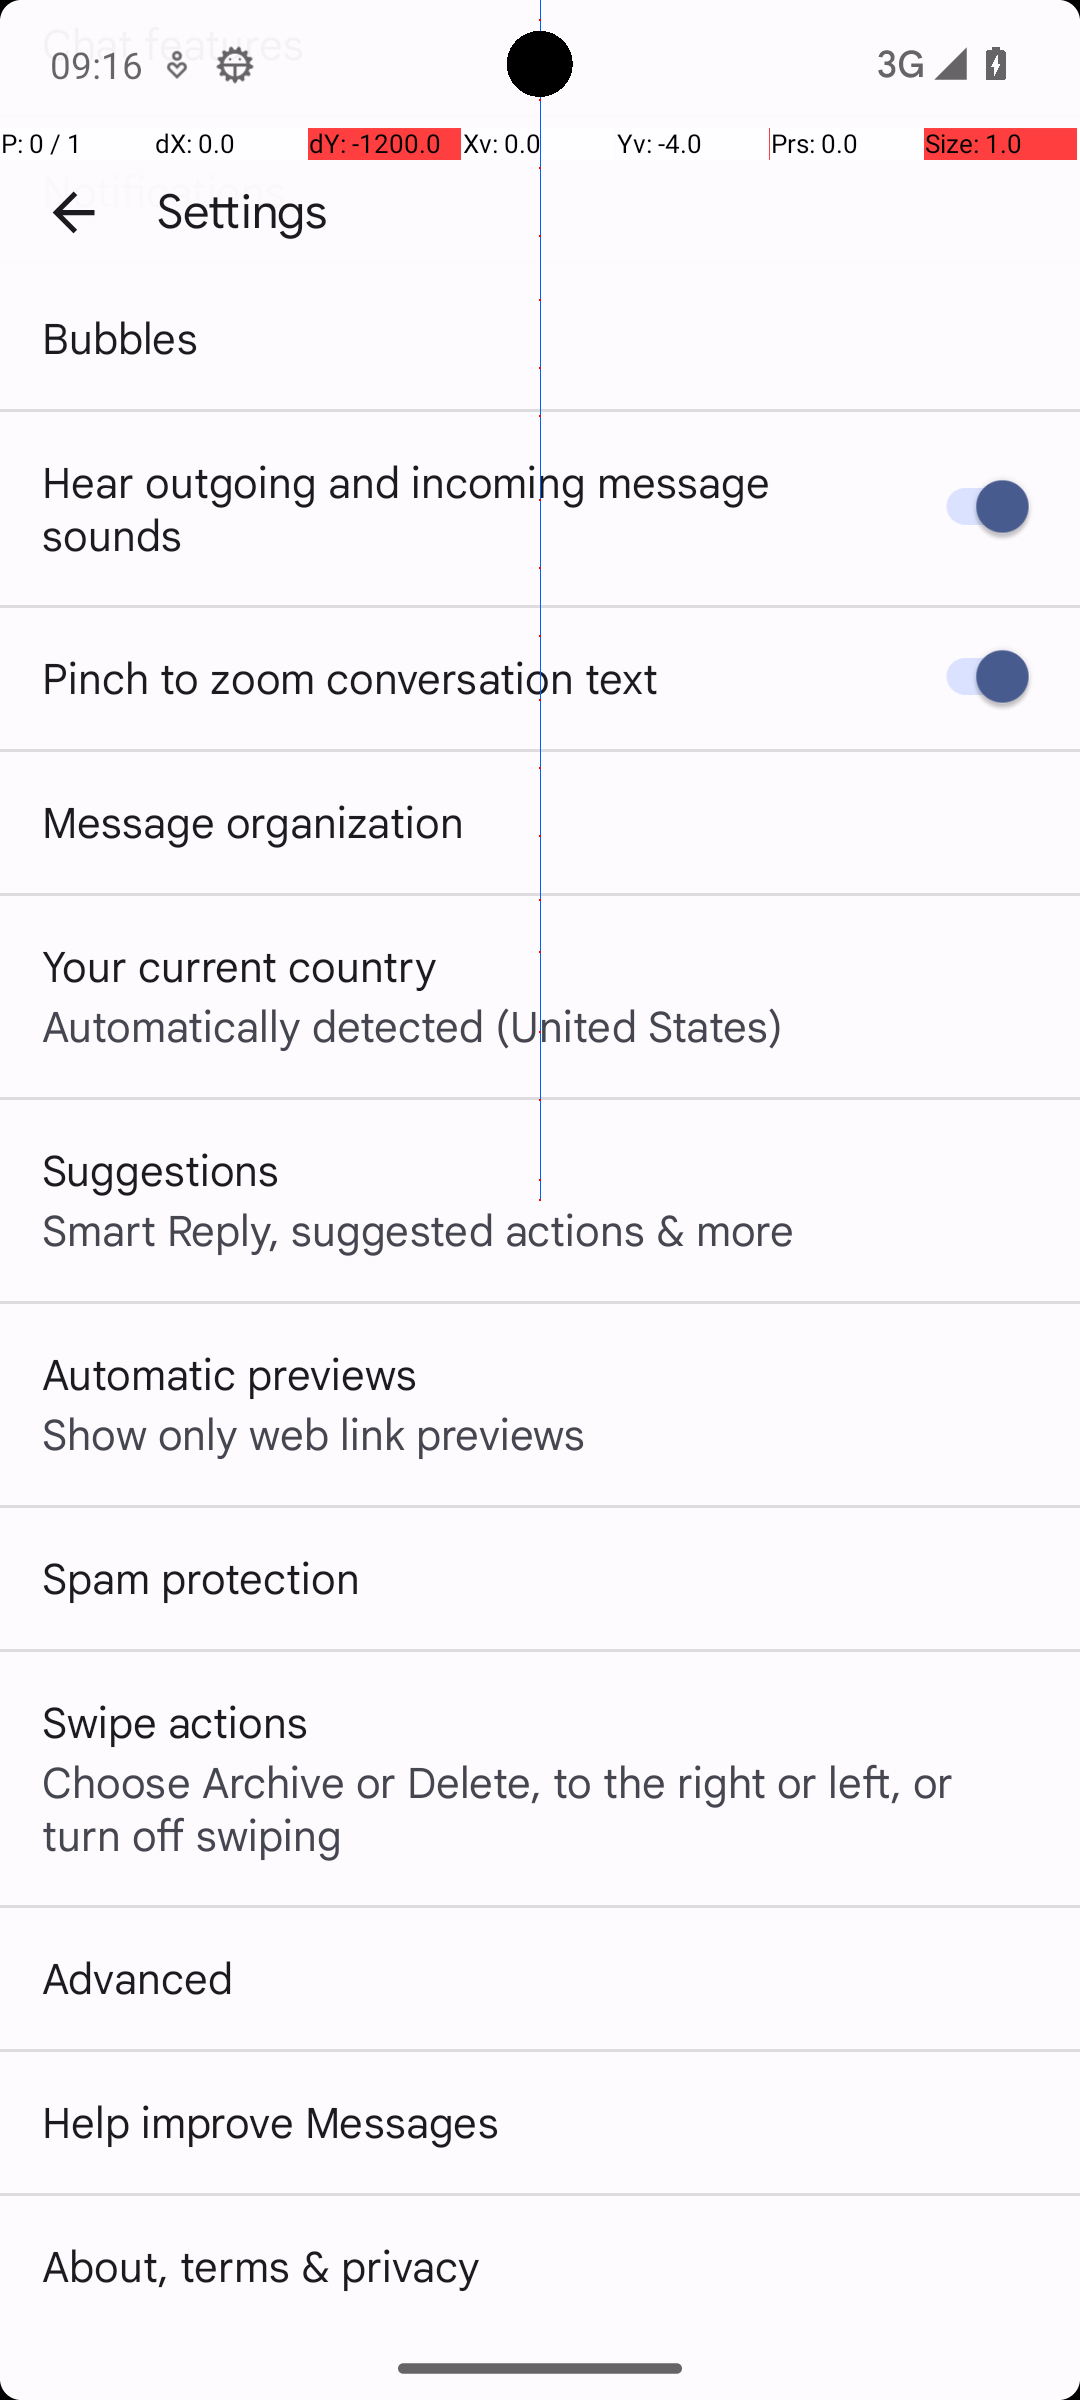 Chat features
09:16
3G
P: 0 / 1 dX: 0.0 dY: -1200.0 Xv: 0.0 Yv: -4.0 Prs: 0.0 Size: 1.0
Notifications
Settings
Bubbles
Hear outgoing and incoming message
sounds
Pinch to zoom conversation text
Message organization
Your current country
Automatically detected (United States)
Suggestions
Smart Reply, suggested actions & more
Automatic previews
Show only web link previews
Spam protection
Swipe actions
Choose Archive or Delete, to the right or left, or
turn off swiping
Advanced
Help improve Messages
About, terms & privacy